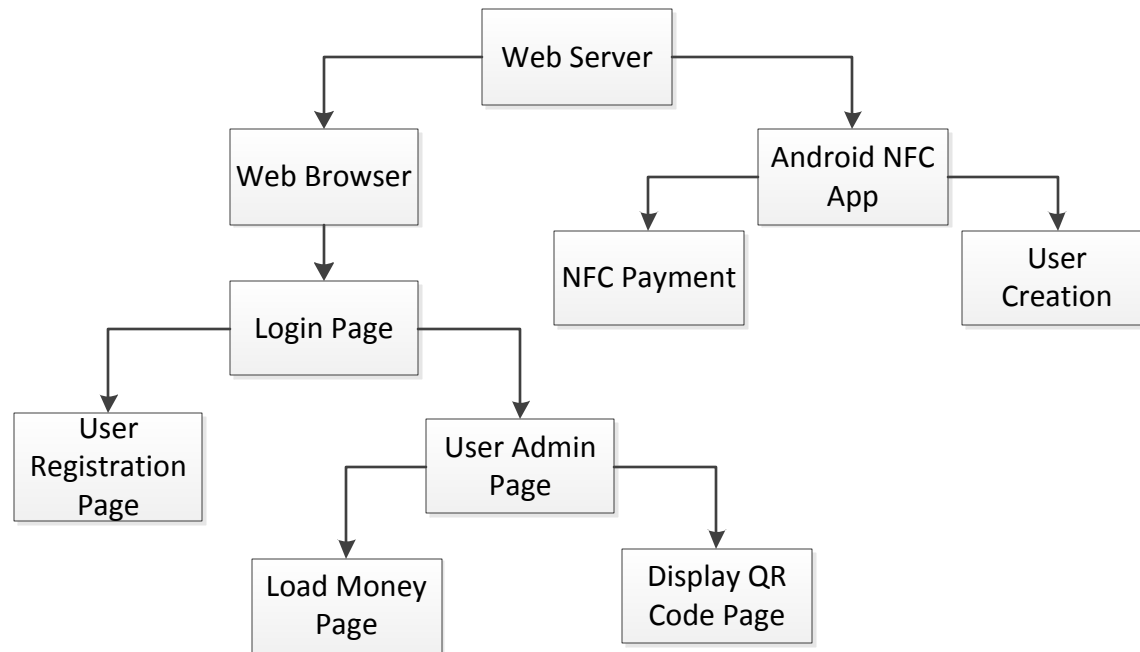 Web Server
Web Browser
Android NFC
App
NFC Payment
User
Creation
Login Page
User
Registration
Page
User Admin
Page
Load Money
Page
Display QR
Code Page